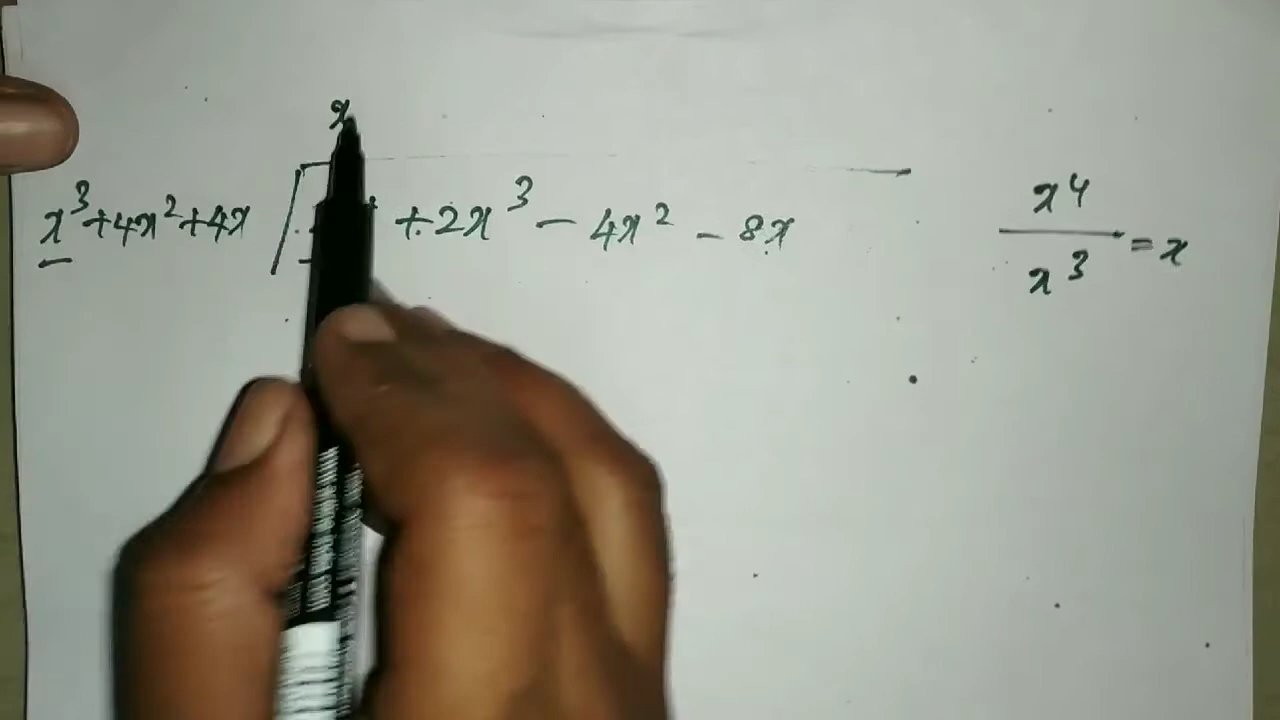 x
x³+4x²+4x + 2x³ - 4x² - 8x
x⁴
/x³ = x